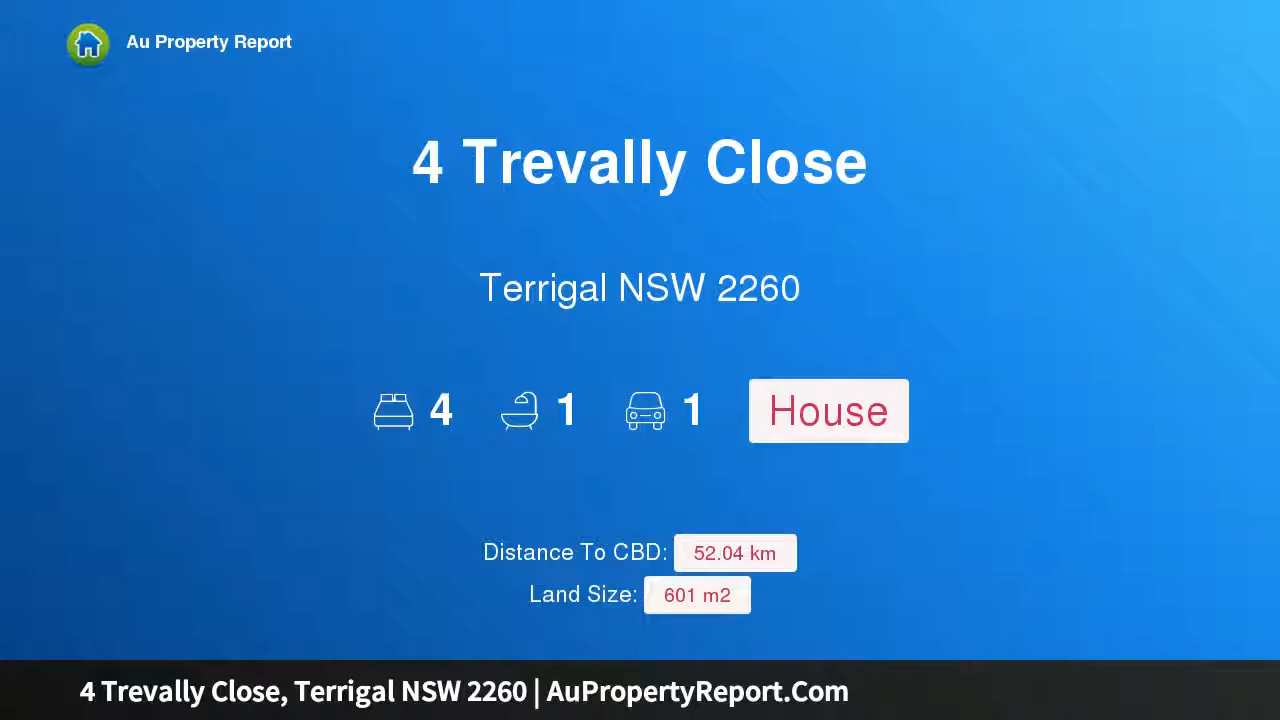 Au Property Report
4 Trevally Close
Terrigal NSW 2260
4 1 1 House
Distance To CBD: 52.04 km
Land Size: 601 m2
4 Trevally Close, Terrigal NSW 2260 | AuPropertyReport.Com